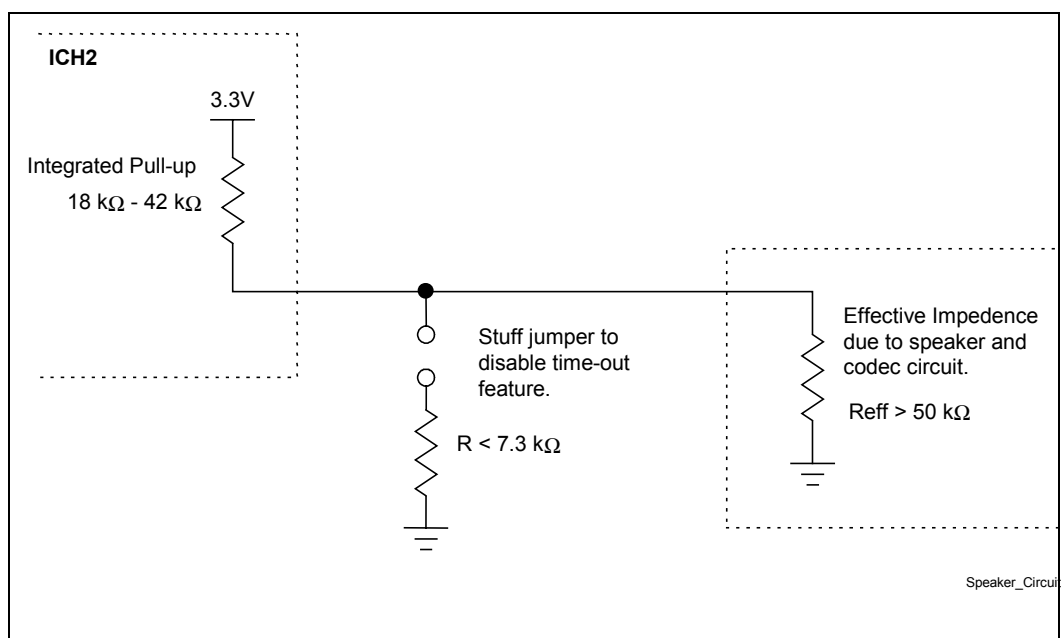 ICH2
3.3V
Integrated Pull-up
18 kΩ - 42 kΩ
Stuff jumper to
disable time-out
feature.
R < 7.3 kΩ
Effective Impedence
due to speaker and
codec circuit.
Reff > 50 kΩ
Speaker_Circuit